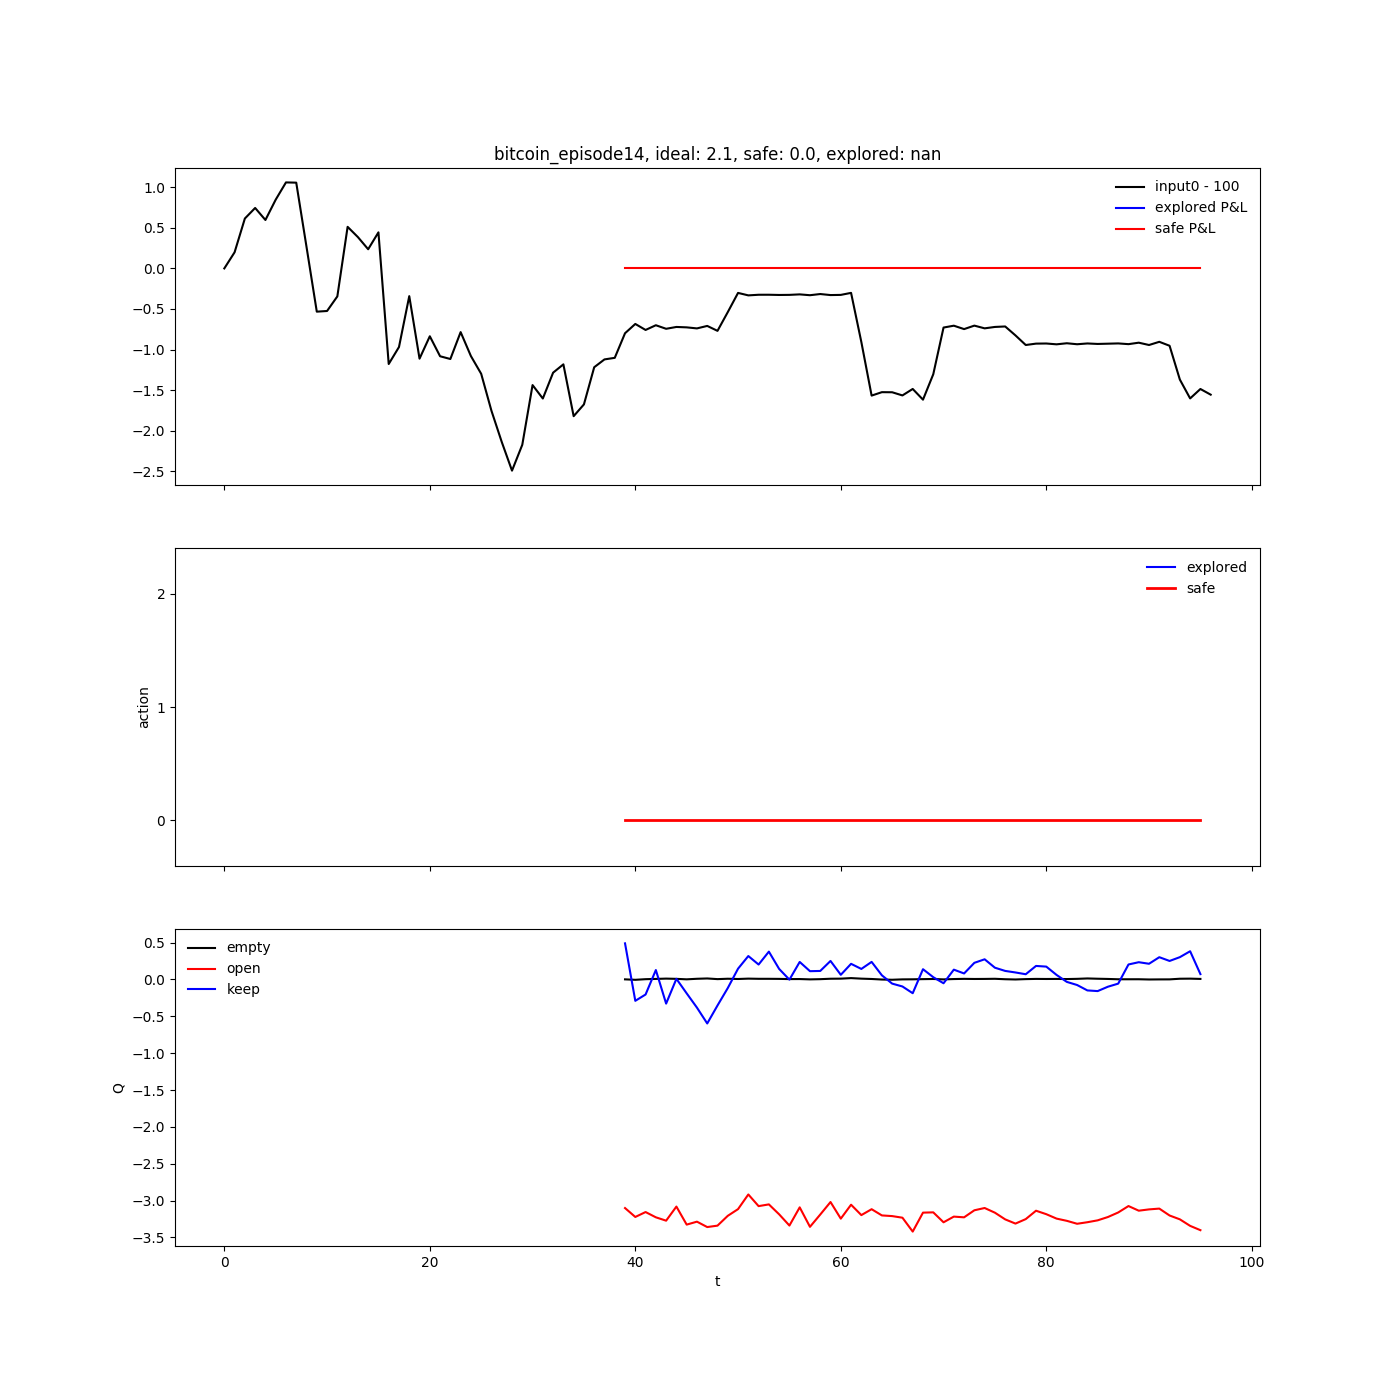 bitcoin_episode14, ideal: 2.1, safe: 0.0, explored: nan
1.0
0.5
0.0
−0.5
−1.0
−1.5
−2.0
−2.5
input0 - 100
explored P&L
safe P&L
action
2
1
0
explored
safe
Q
0.5
0.0
−0.5
−1.0
−1.5
−2.0
−2.5
−3.0
−3.5
empty
open
keep
0 20 40 60 80 100
t